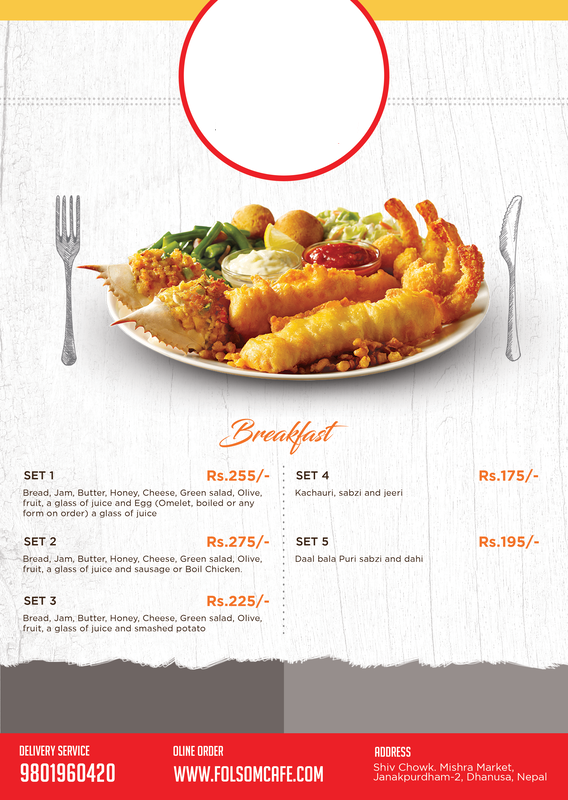 Breakfast
SET 1 Rs.255/-
Bread, Jam, Butter, Honey, Cheese, Green salad, Olive,
fruit, a glass of juice and Egg (Omelet, boiled or any
form on order) a glass of juice
SET 2 Rs.275/-
Bread, Jam, Butter, Honey, Cheese, Green salad, Olive,
fruit, a glass of juice and sausage or Boil Chicken.
SET 3 Rs.225/-
Bread, Jam, Butter, Honey, Cheese, Green salad, Olive,
fruit, a glass of juice and smashed potato
SET 4 Rs.175/-
Kachauri, sabzi and jeeri
SET 5 Rs.195/-
Daal bala Puri sabzi and dahi
DELIVERY SERVICE
9801960420
OLINE ORDER
WWW.FOLSOMCAFE.COM
ADDRESS
Shiv Chowk. Mishra Market,
Janakpurdham-2, Dhanusa, Nepal